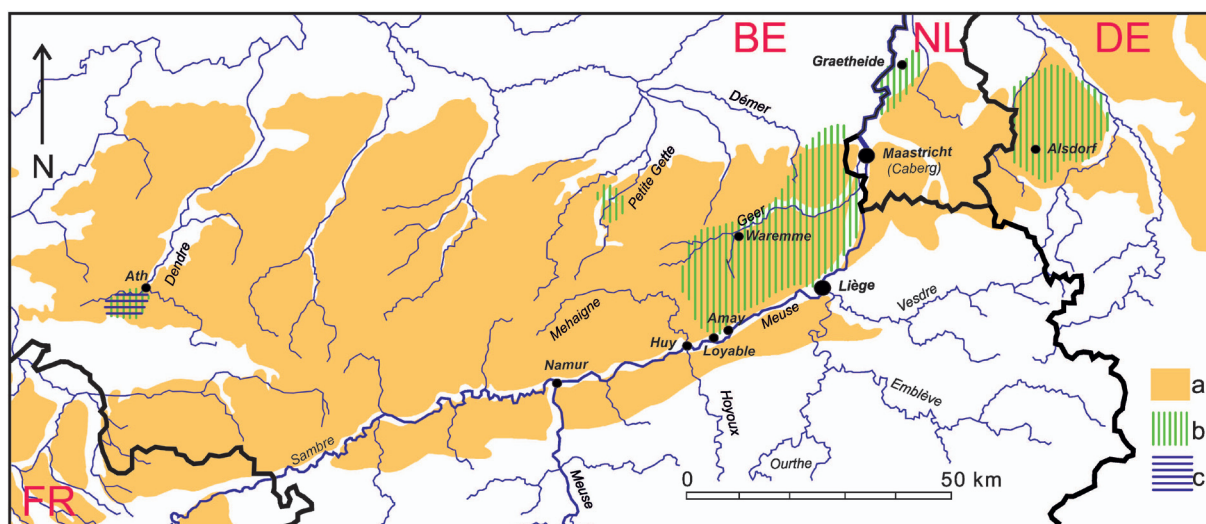 BE
NL
DE
N
Graetheide
Démer
Maastricht
(Caberg)
Alsdorf
Petite Gette
Geer
Waremme
Ath
Dendre
Liège
Vesdre
Mehaigne
Amay
Meuse
Huy
Loyable
Namur
Hoyoux
Emblève
a
b
c
Sambre
Ourthe
Meuse
0
50 km
FR